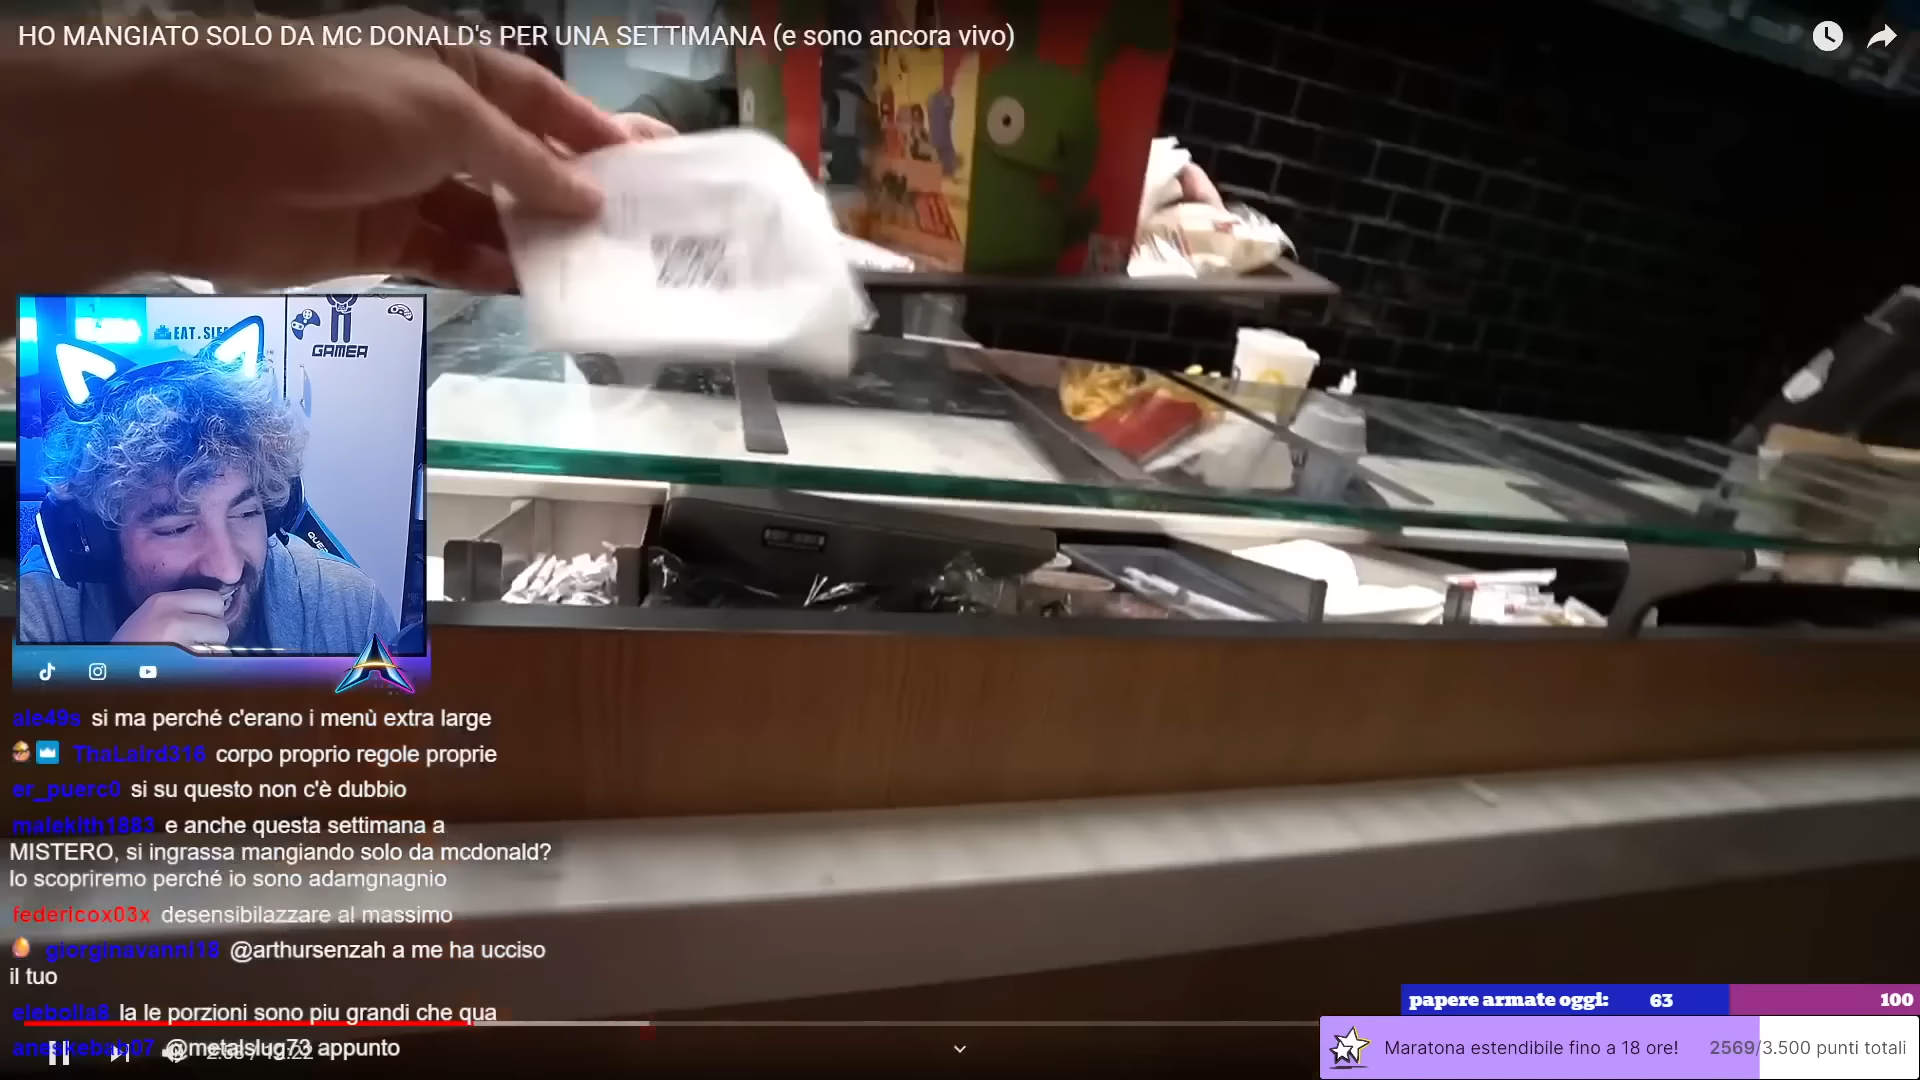 HO MANGIATO SOLO DA MC DONALD's PER UNA SETTIMANA (e sono ancora vivo)
EAT.SLE
GAMER
ale49s si ma perché c'erano i menù extra large
ThaLaird316 corpo proprio regole proprie
er_puerc0 si su questo non c'è dubbio
malekith1883 e anche questa settimana a
MISTERO, si ingrassa mangiando solo da mcdonald?
lo scopriremo perché io sono adamgnagnio
federicox03x desensibilazzare al massimo
giorginavanni18 @arthursenzah a me ha ucciso
il tuo
elebolla8 la le porzioni sono piu grandi che qua
aneskebab07 @metalslug73 appunto
papere armate oggi: 63 100
Maratona estendibile fino a 18 ore! 2569/3.500 punti totali